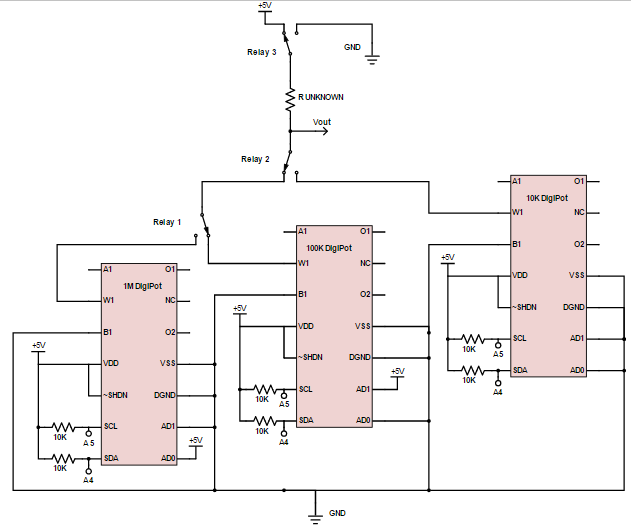 +5V
Relay 3
GND
R UNKNOWN
Vout
Relay 2
Relay 1
A1 O1
10K DigiPot
W1 NC
B1 O2
+5V
VDD VSS
~SHDN DGND
SCL AD1
10K
A5
SDA AD0
10K
A4
A1 O1
100K DigiPot
W1 NC
B1 O2
+5V
VDD VSS
~SHDN DGND
+5V
SCL AD1
10K
A5
SDA AD0
10K
A4
A1 O1
1M DigiPot
W1 NC
B1 O2
+5V
VDD VSS
~SHDN DGND
SCL AD1
10K
A5
+5V
SDA AD0
10K
A4
GND